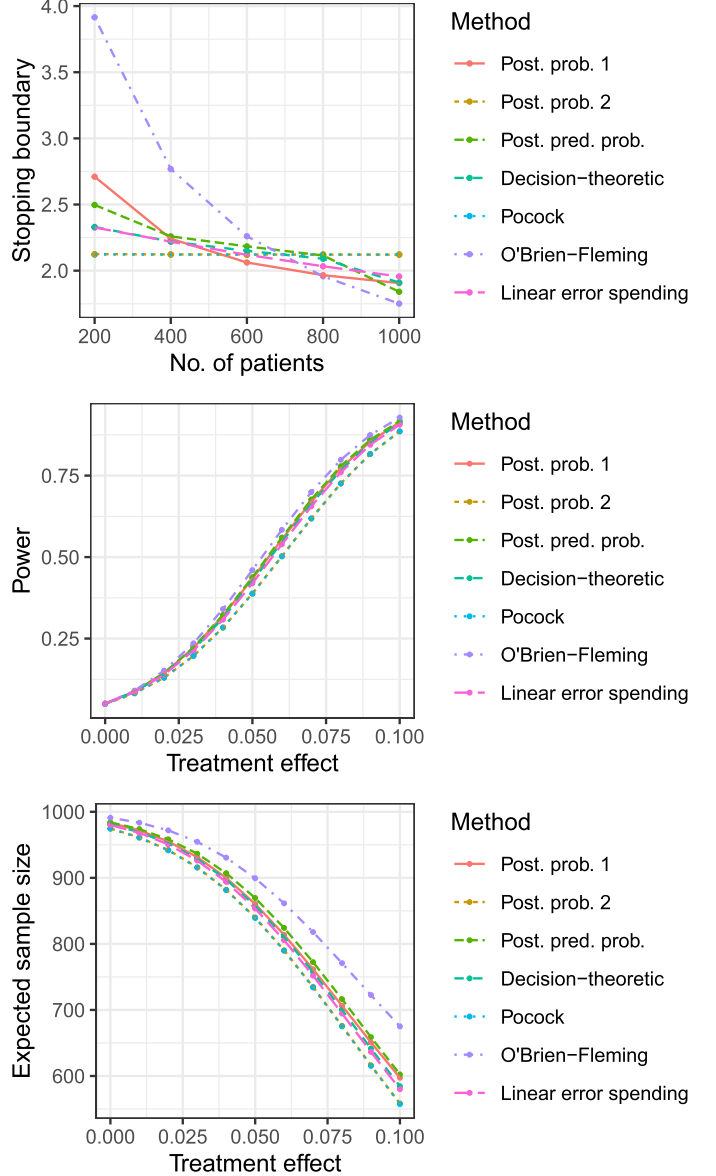 4.0
3.5
3.0
2.5
2.0
Stopping boundary
200 400 600 800 1000
No. of patients
Method
Post. prob. 1
Post. prob. 2
Post. pred. prob.
Decision−theoretic
Pocock
O'Brien−Fleming
Linear error spending
0.75
0.50
0.25
Power
0.000 0.025 0.050 0.075 0.100
Treatment effect
Method
Post. prob. 1
Post. prob. 2
Post. pred. prob.
Decision−theoretic
Pocock
O'Brien−Fleming
Linear error spending
1000
900
800
700
600
Expected sample size
0.000 0.025 0.050 0.075 0.100
Treatment effect
Method
Post. prob. 1
Post. prob. 2
Post. pred. prob.
Decision−theoretic
Pocock
O'Brien−Fleming
Linear error spending